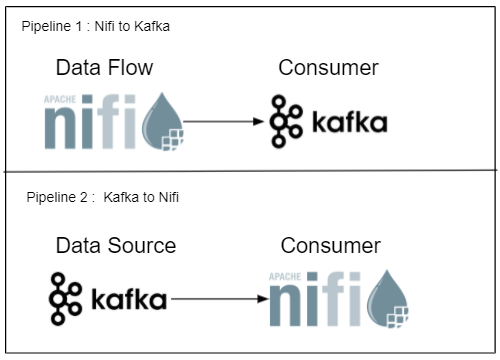 Pipeline 1 : Nifi to Kafka
Data Flow
Consumer
APACHE
nifi
kafka
Pipeline 2 : Kafka to Nifi
Data Source
Consumer
kafka
APACHE
nifi